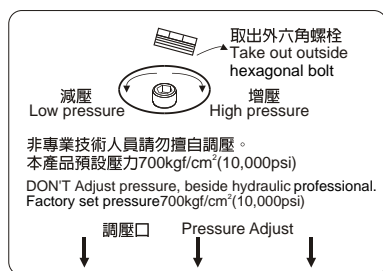 取出外六角螺栓
Take out outside
hexagonal bolt
減壓
Low pressure
增壓
High pressure
非專業技術人員請勿擅自調壓。
本產品預設壓力700kgf/cm²(10,000psi)
DON'T Adjust pressure, beside hydraulic professional.
Factory set pressure700kgf/cm²(10,000psi)
調壓口 Pressure Adjust